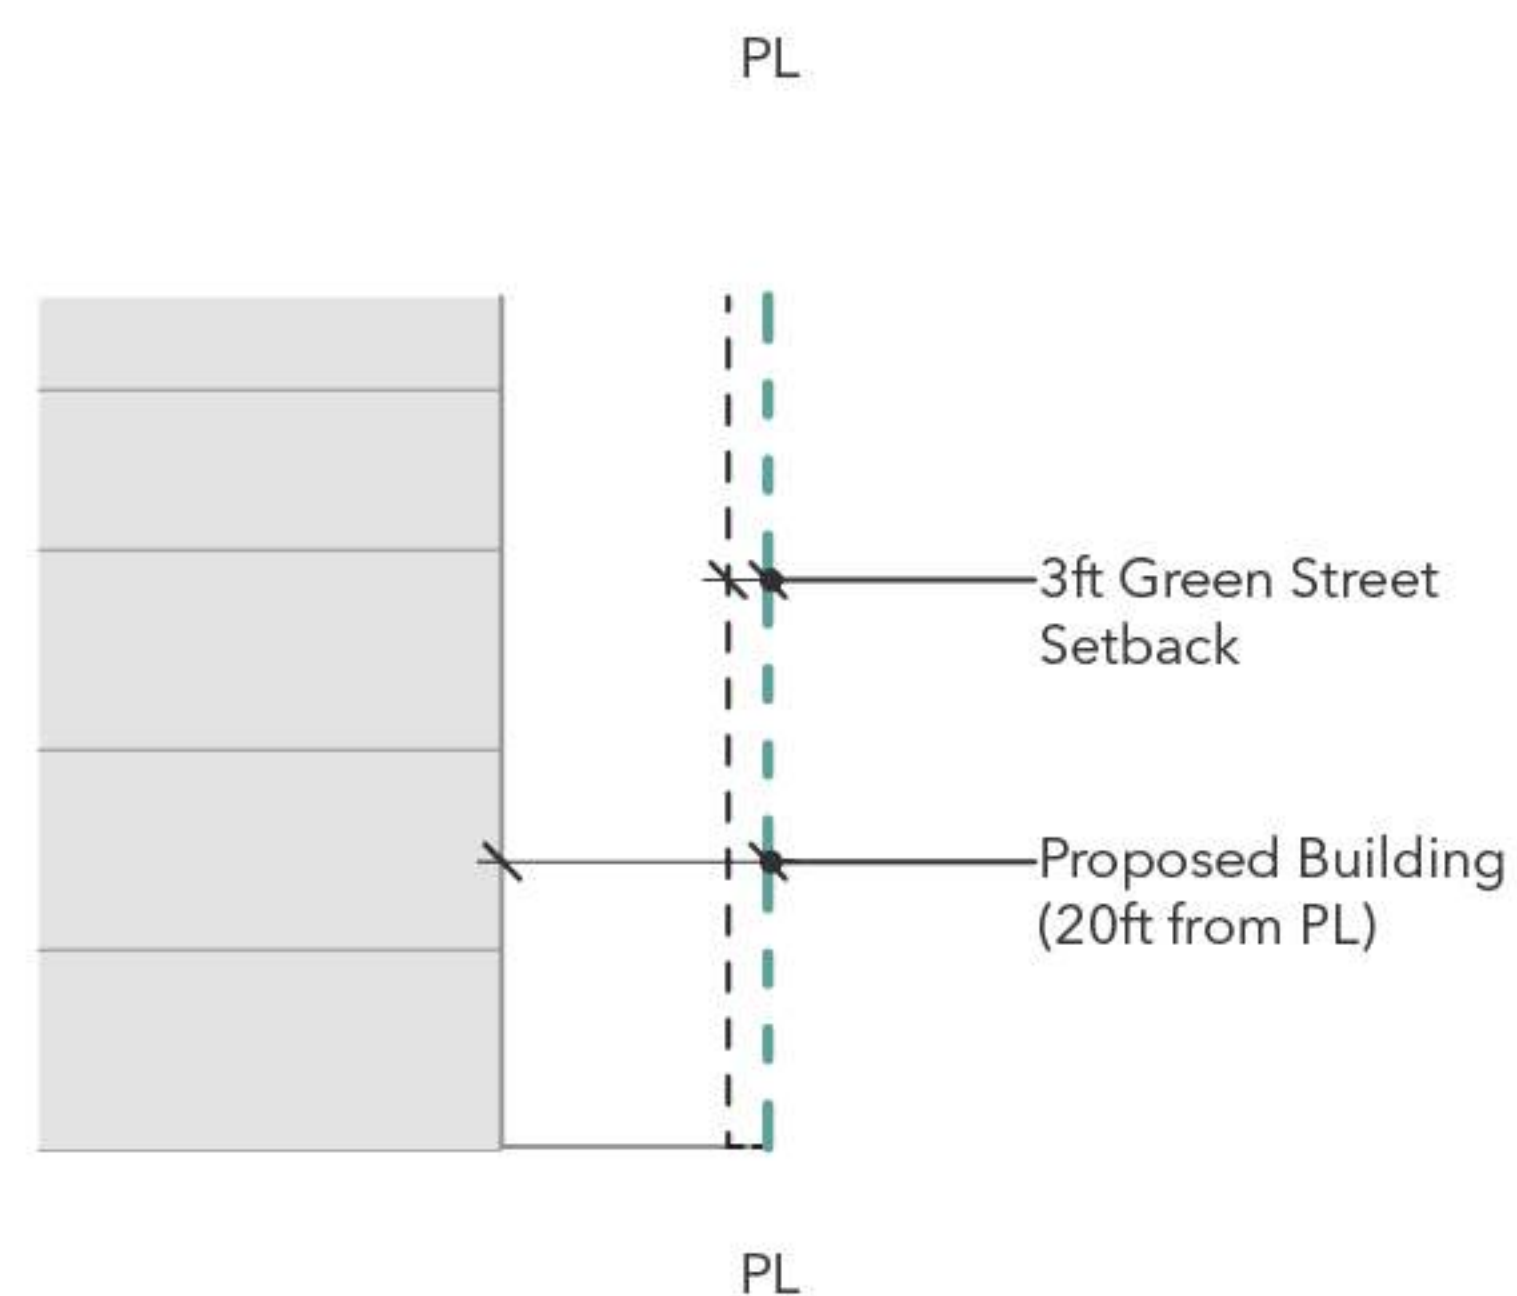 PL
3ft Green Street
Setback
Proposed Building
(20ft from PL)
PL